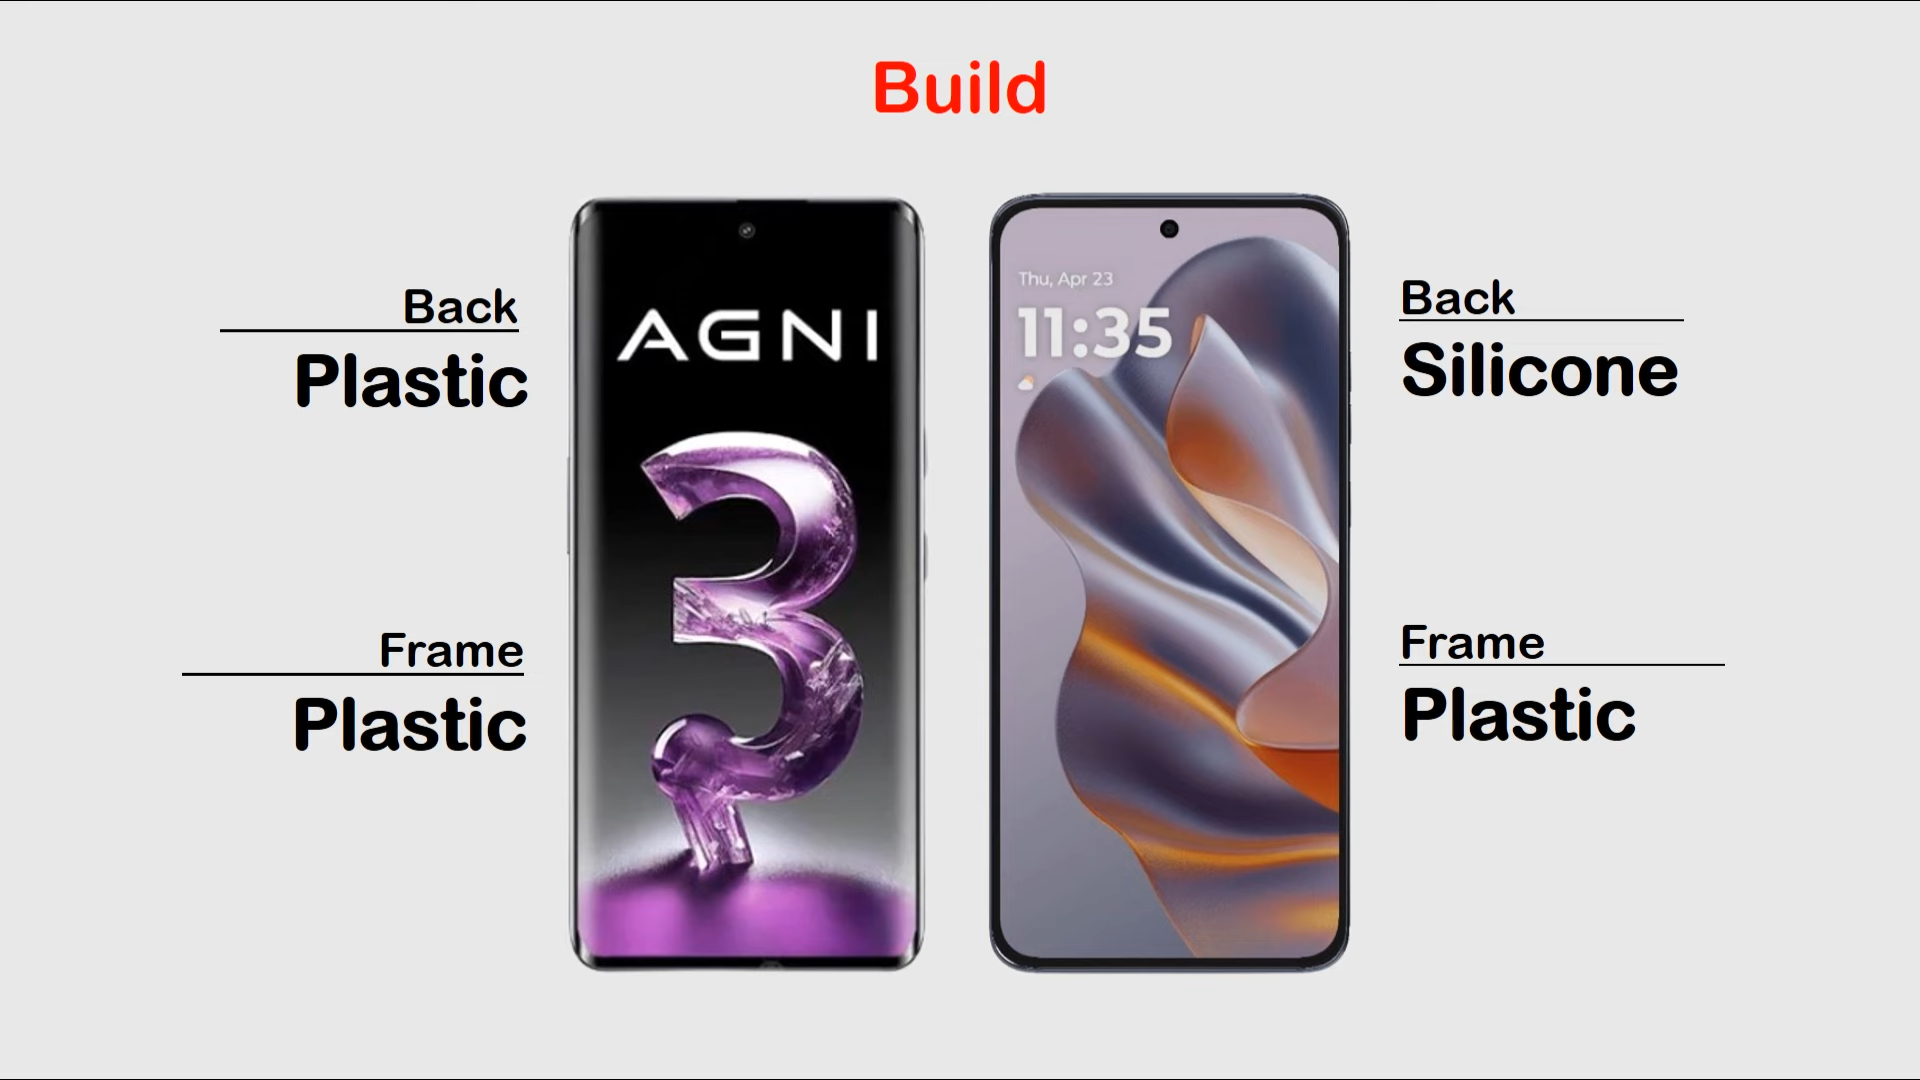 Build
Back
Plastic
Frame
Plastic
AGNI
3
Thu, Apr 23
11:35
Back
Silicone
Frame
Plastic